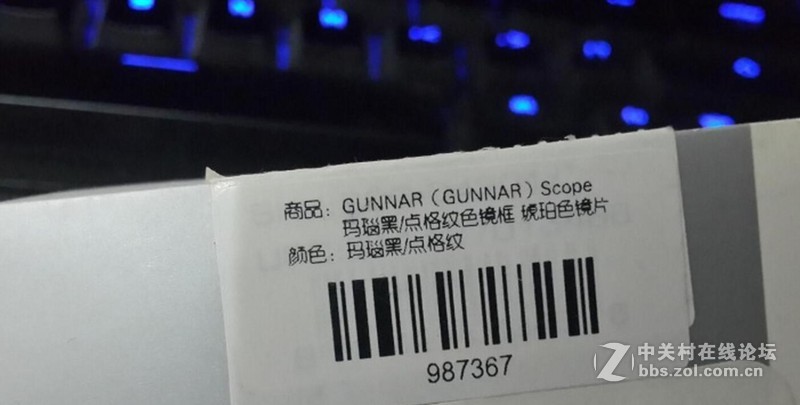 商品：GUNNAR（GUNNAR）Scope
玛瑙黑/点格纹色镜框 琥珀色镜片
颜色：玛瑙黑/点格纹
987367
Z 中关村在线论坛
bbs.zol.com.cn